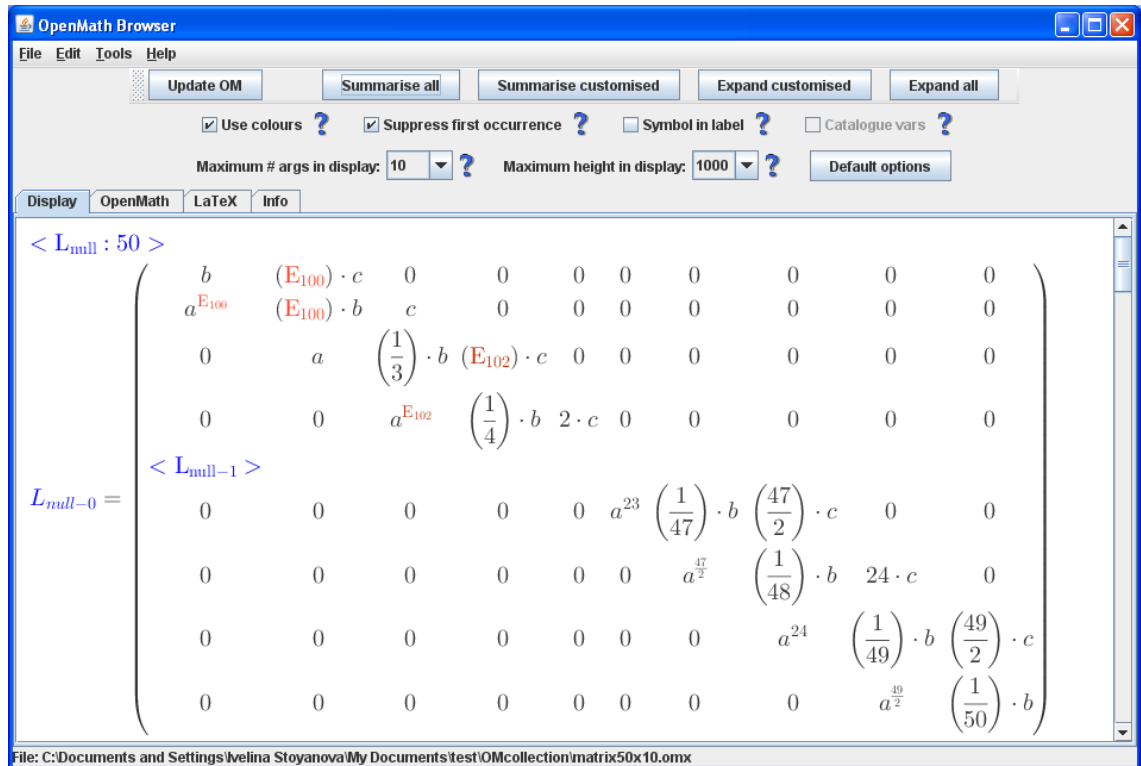 OpenMath Browser
File Edit Tools Help
Update OM Summarise all Summarise customised Expand customised Expand all
Use colours ? Suppress first occurrence ? Symbol in label ? Catalogue vars ?
Maximum # args in display: 10 ? Maximum height in display: 1000 ? Default options
Display OpenMath LaTeX Info
< L_null : 50 >
b (E_100) · c 0 0 0 0 0 0 0 0
a^E_100 (E_100) · b c 0 0 0 0 0 0 0
0 a (1/3) · b (E_102) · c 0 0 0 0 0 0
0 0 a^E_102 (1/4) · b 2 · c 0 0 0 0 0
< L_null−1 >
L_null−0 =
0 0 0 0 0 a^23 (1/47) · b (47/2) · c 0 0
0 0 0 0 0 0 a^(47/2) (1/48) · b 24 · c 0
0 0 0 0 0 0 0 a^24 (1/49) · b (49/2) · c
0 0 0 0 0 0 0 0 a^(49/2) (1/50) · b
File: C:\Documents and Settings\Ivelina Stoyanova\My Documents\test\OMcollection\matrix50x10.omx